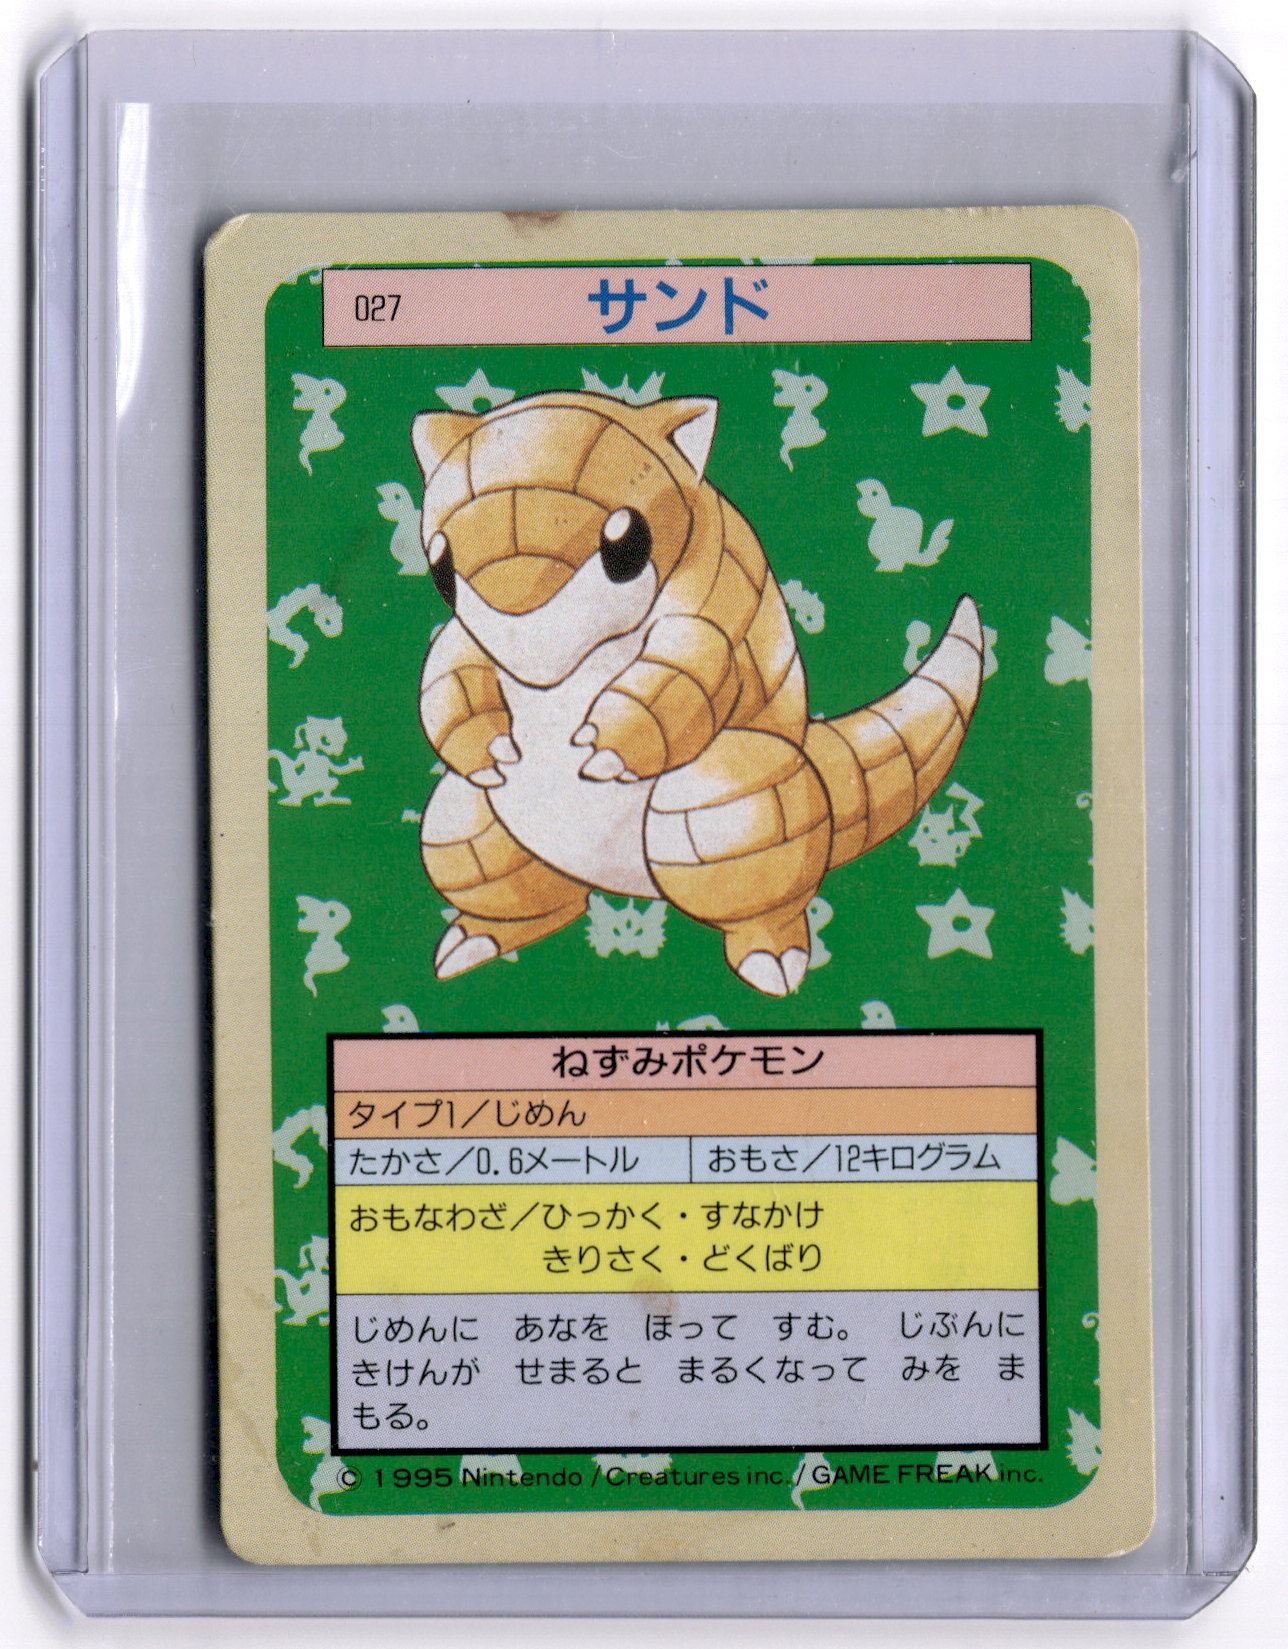 027 サンド
ねずみポケモン
タイプ1／じめん
たかさ／0.6メートル おもさ／12キログラム
おもなわざ／ひっかく・すなかけ
きりさく・どくばり
じめんに　あなを　ほって　すむ。　じぶんに
きけんが　せまると　まるくなって　みを　ま
もる。
© 1995 Nintendo /Creatures inc. / GAME FREAK inc.